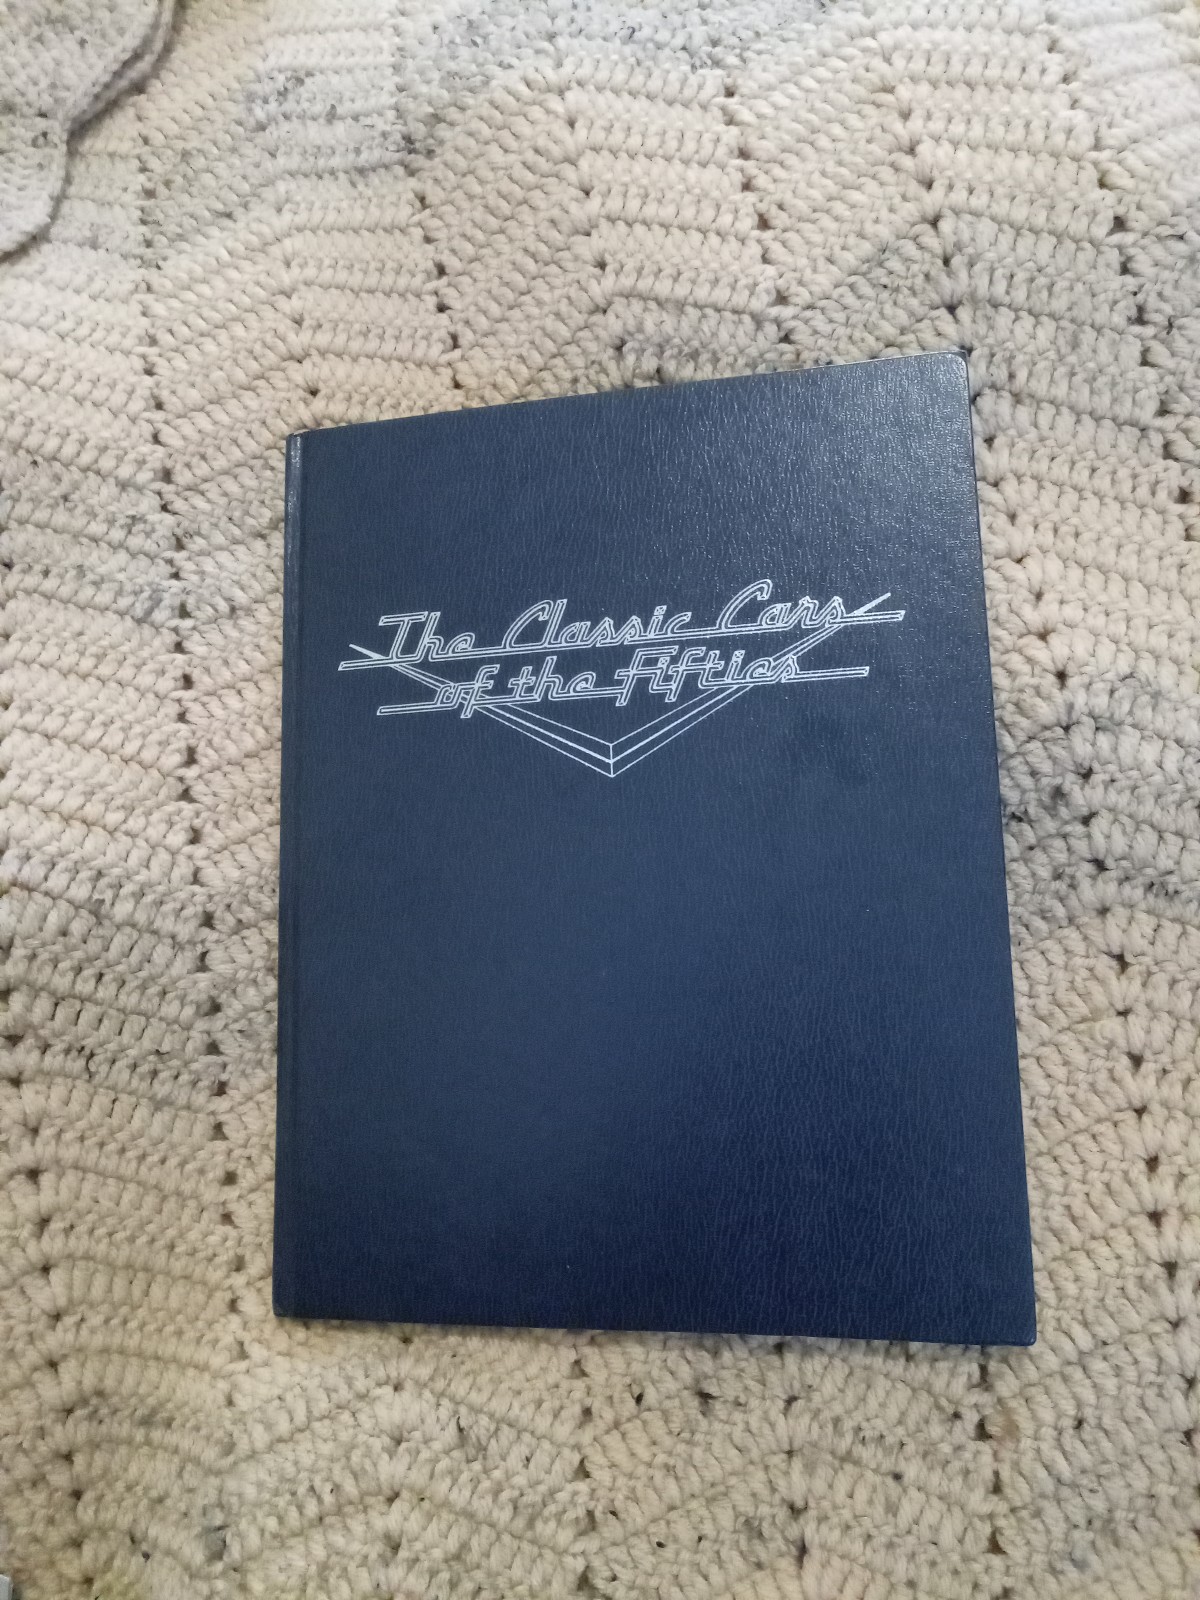 The Classic Cars
of the Fifties